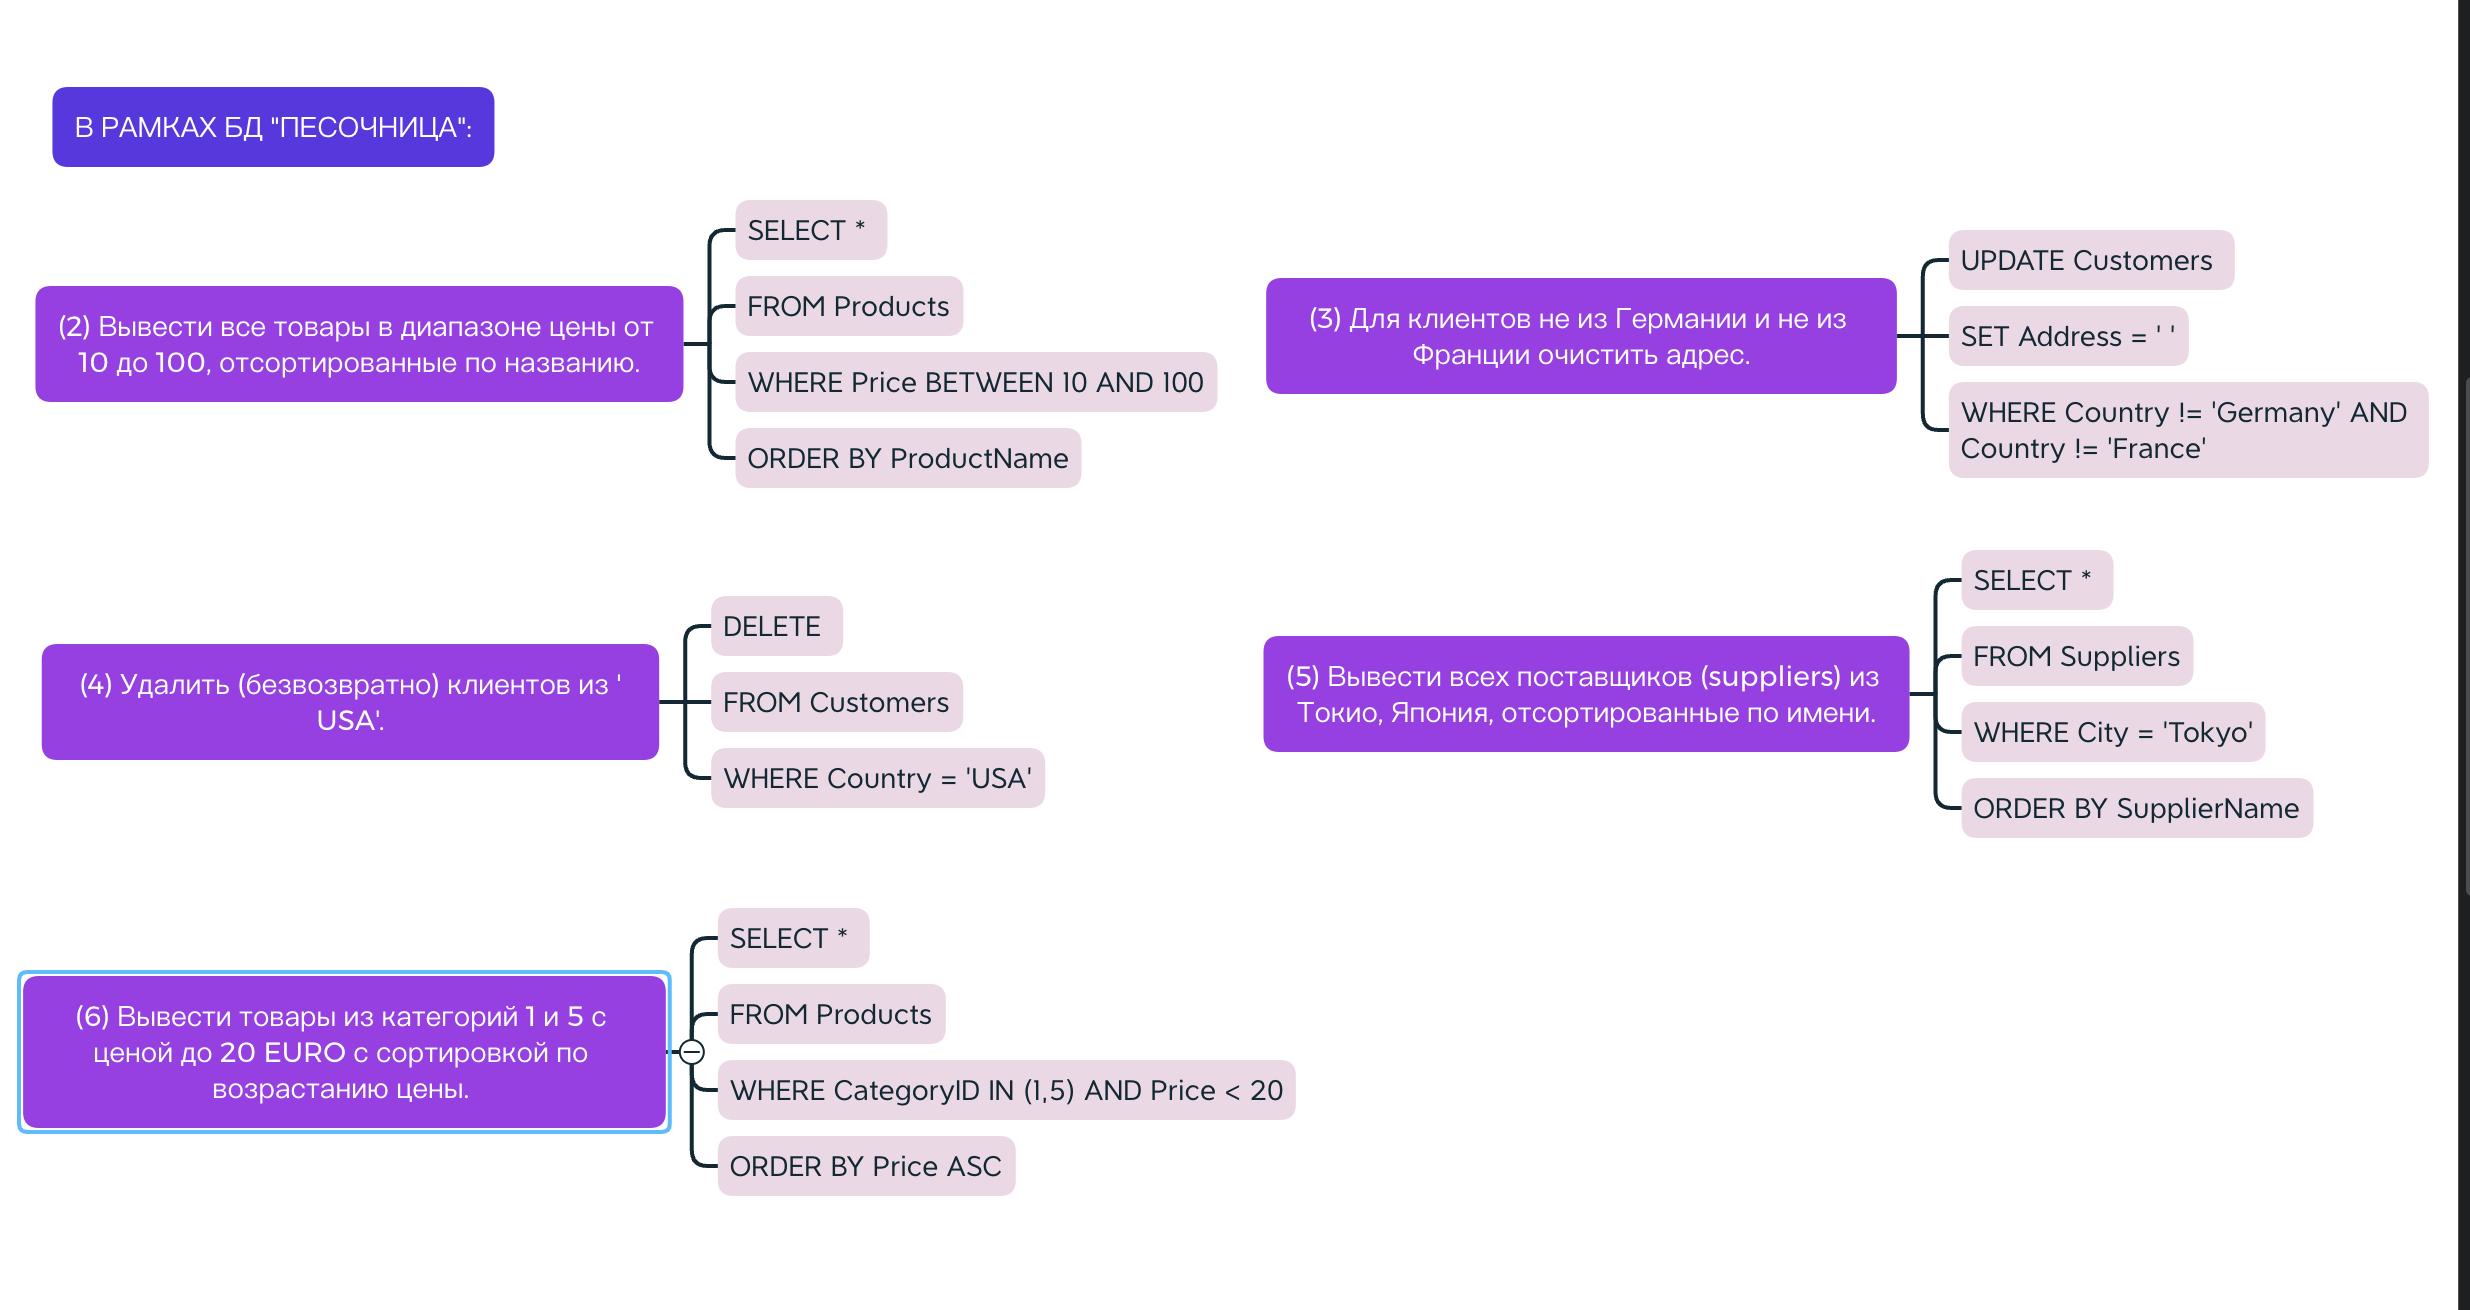 В РАМКАХ БД "ПЕСОЧНИЦА":
(2) Вывести все товары в диапазоне цены от
10 до 100, отсортированные по названию.
SELECT *
FROM Products
WHERE Price BETWEEN 10 AND 100
ORDER BY ProductName
(3) Для клиентов не из Германии и не из
Франции очистить адрес.
UPDATE Customers
SET Address = ' '
WHERE Country != 'Germany' AND
Country != 'France'
(4) Удалить (безвозвратно) клиентов из '
USA'.
DELETE
FROM Customers
WHERE Country = 'USA'
(5) Вывести всех поставщиков (suppliers) из
Токио, Япония, отсортированные по имени.
SELECT *
FROM Suppliers
WHERE City = 'Tokyo'
ORDER BY SupplierName
(6) Вывести товары из категорий 1 и 5 с
ценой до 20 EURO с сортировкой по
возрастанию цены.
SELECT *
FROM Products
WHERE CategoryID IN (1,5) AND Price < 20
ORDER BY Price ASC